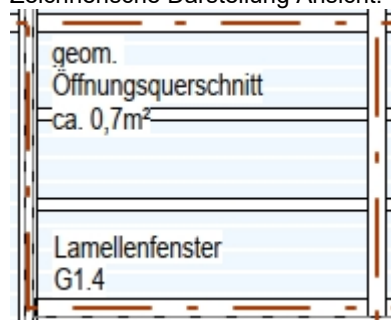 Zeichnerische Darstellung Ansicht:
geom.
Öffnungsquerschnitt
ca. 0,7m²
Lamellenfenster
G1.4